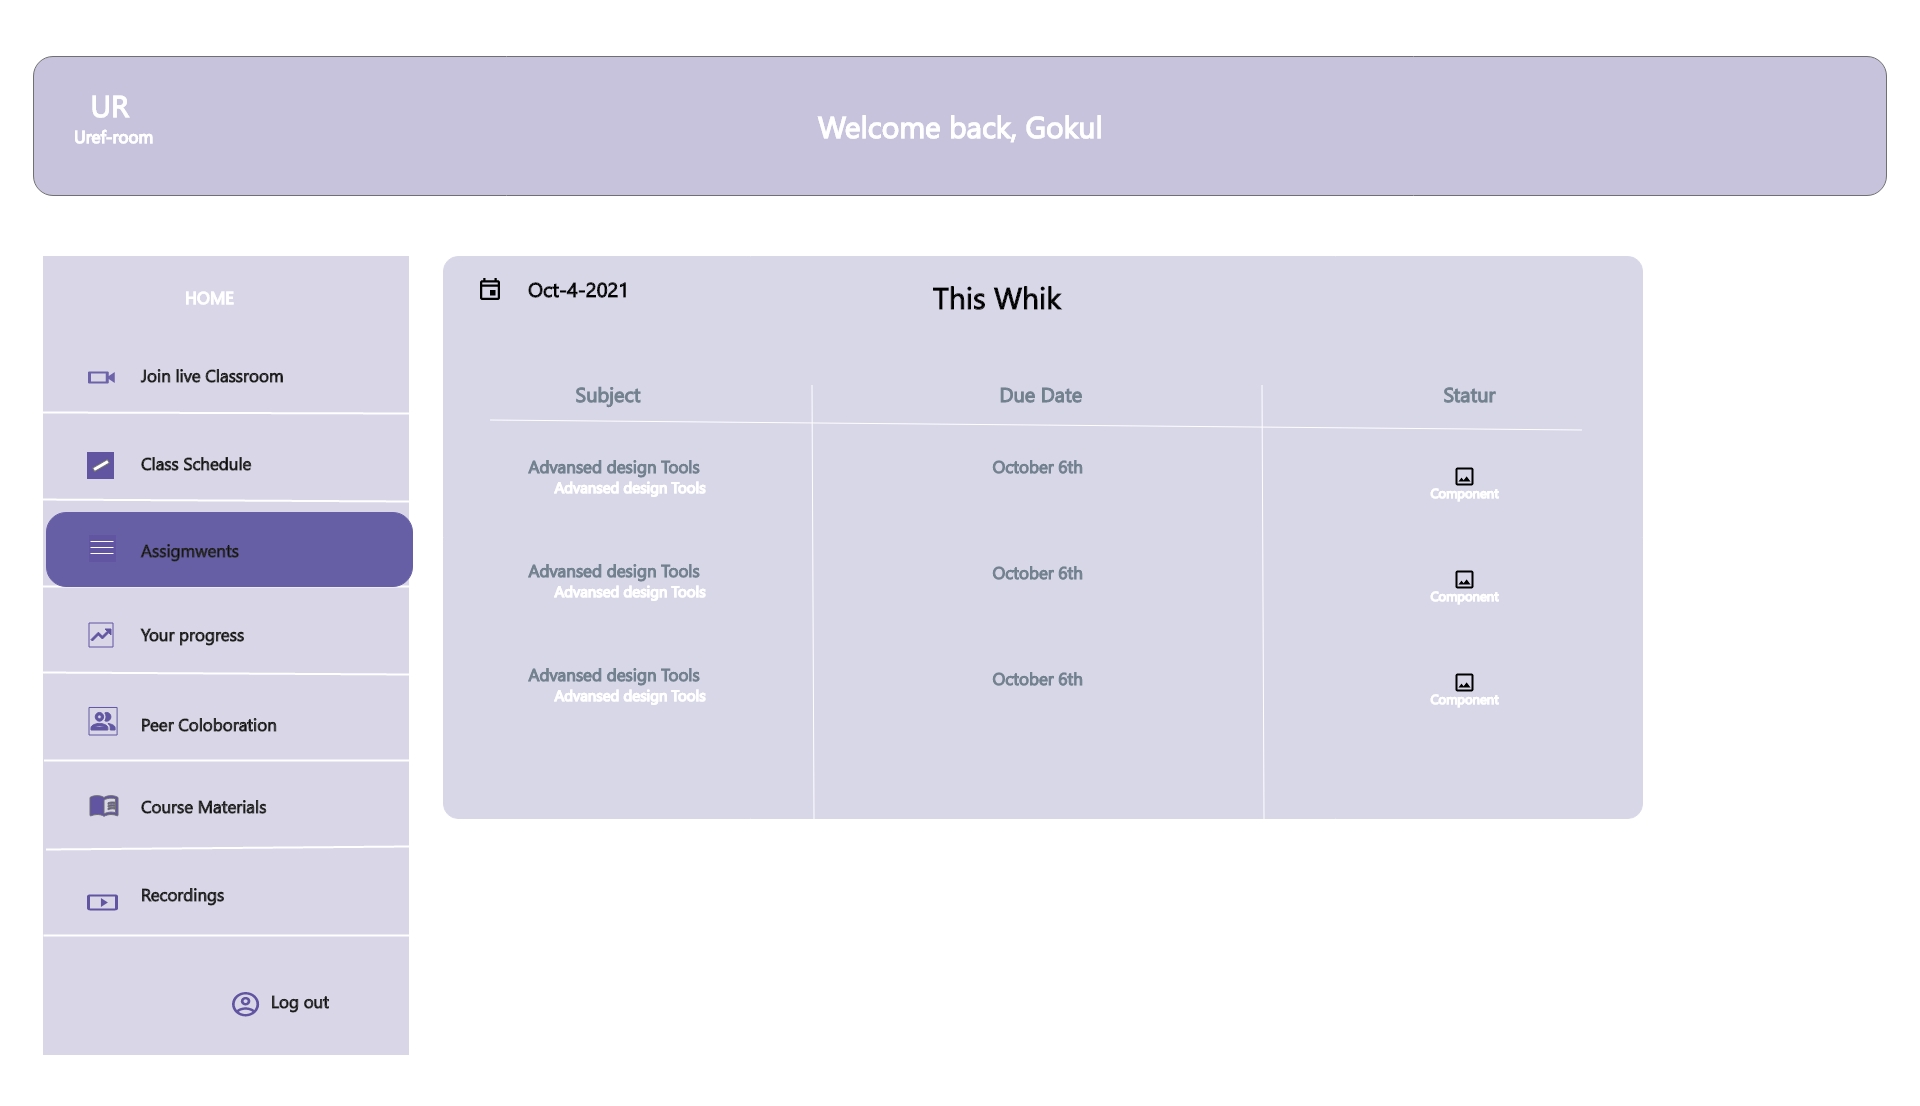 UR
Uref-room
Welcome back, Gokul
HOME
Join live Classroom
Class Schedule
Assigmwents
Your progress
Peer Coloboration
Course Materials
Recordings
Log out
Oct-4-2021
This Whik
Subject
Due Date
Statur
Advansed design Tools
Advansed design Tools
October 6th
Component
Advansed design Tools
Advansed design Tools
October 6th
Component
Advansed design Tools
Advansed design Tools
October 6th
Component